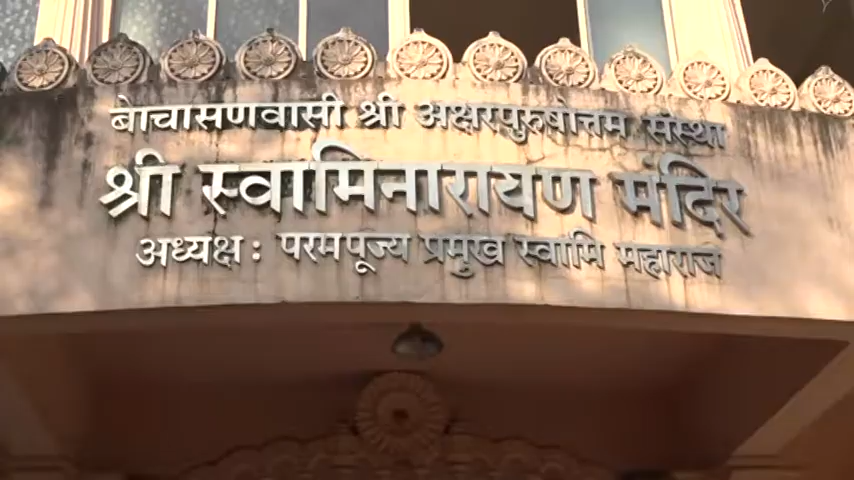 बोचासणवासी श्री अक्षरपुरुषोत्तम संस्था
श्री स्वामिनारायण मंदिर
अध्यक्ष : परमपूज्य प्रमुख स्वामि महाराज